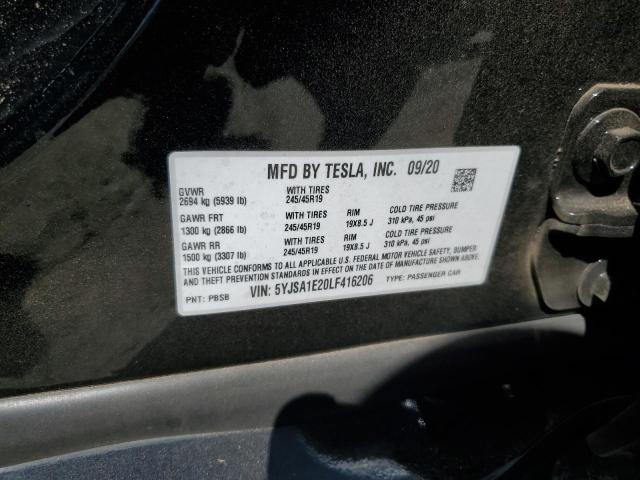 MFD BY TESLA, INC. 09/20
GVWR WITH TIRES
2694 kg (5939 lb) 245/45R19
GAWR FRT WITH TIRES RIM COLD TIRE PRESSURE
1300 kg (2866 lb) 245/45R19 19X8.5 J 310 kPa, 45 psi
GAWR RR WITH TIRES RIM COLD TIRE PRESSURE
1500 kg (3307 lb) 245/45R19 19X8.5 J 310 kPa, 45 psi
THIS VEHICLE CONFORMS TO ALL APPLICABLE U.S. FEDERAL MOTOR VEHICLE SAFETY, BUMPER,
AND THEFT PREVENTION STANDARDS IN EFFECT ON THE DATE OF MANUFACTURE SHOWN ABOVE.
PNT: PBSB VIN: 5YJSA1E20LF416206 TYPE: PASSENGER CAR